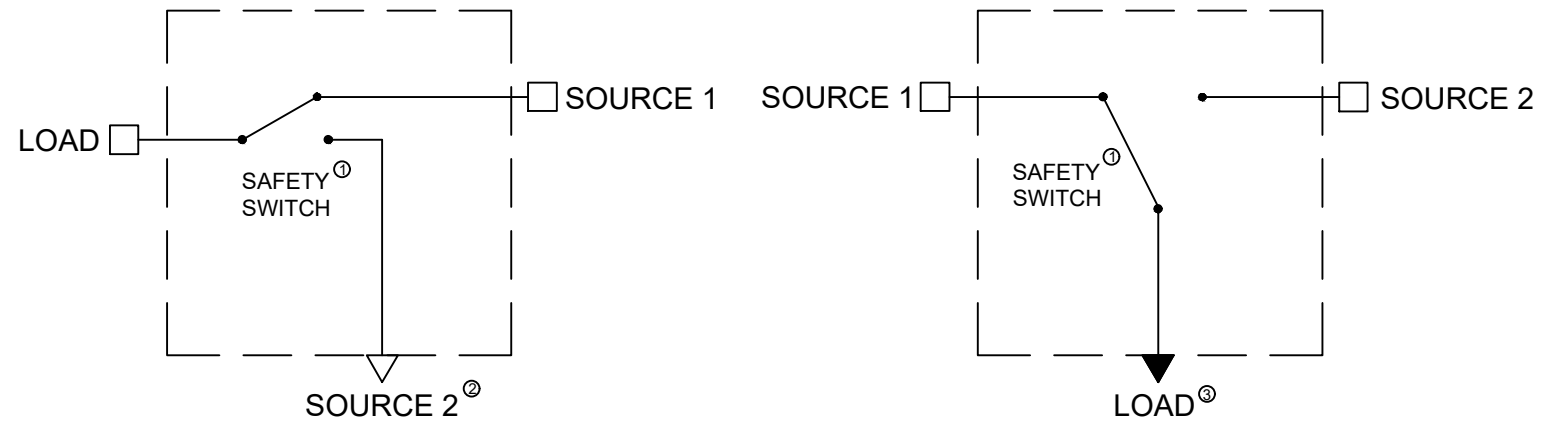 SOURCE 1
LOAD
SAFETY ①
SWITCH
SOURCE 2 ②
SOURCE 1
SOURCE 2
SAFETY ①
SWITCH
LOAD ③